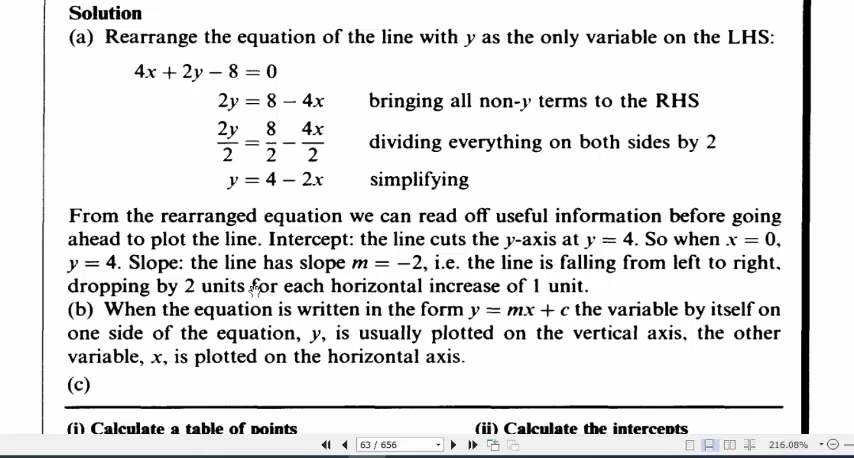 Solution
(a) Rearrange the equation of the line with y as the only variable on the LHS:
4x + 2y − 8 = 0
2y = 8 − 4x bringing all non-y terms to the RHS
2y/2 = 8/2 − 4x/2 dividing everything on both sides by 2
y = 4 − 2x simplifying
From the rearranged equation we can read off useful information before going
ahead to plot the line. Intercept: the line cuts the y-axis at y = 4. So when x = 0,
y = 4. Slope: the line has slope m = −2, i.e. the line is falling from left to right,
dropping by 2 units for each horizontal increase of 1 unit.
(b) When the equation is written in the form y = mx + c the variable by itself on
one side of the equation, y, is usually plotted on the vertical axis, the other
variable, x, is plotted on the horizontal axis.
(c)
(i) Calculate a table of points (ii) Calculate the intercepts
63 / 656 216.08%